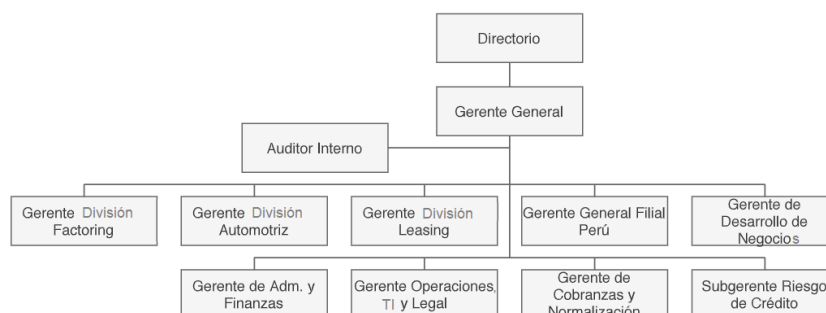 Directorio
Gerente General
Auditor Interno
Gerente División
Factoring
Gerente División
Automotriz
Gerente División
Leasing
Gerente General Filial
Perú
Gerente de
Desarrollo de
Negocios
Gerente de Adm. y
Finanzas
Gerente Operaciones,
TI y Legal
Gerente de
Cobranzas y
Normalización
Subgerente Riesgo
de Crédito